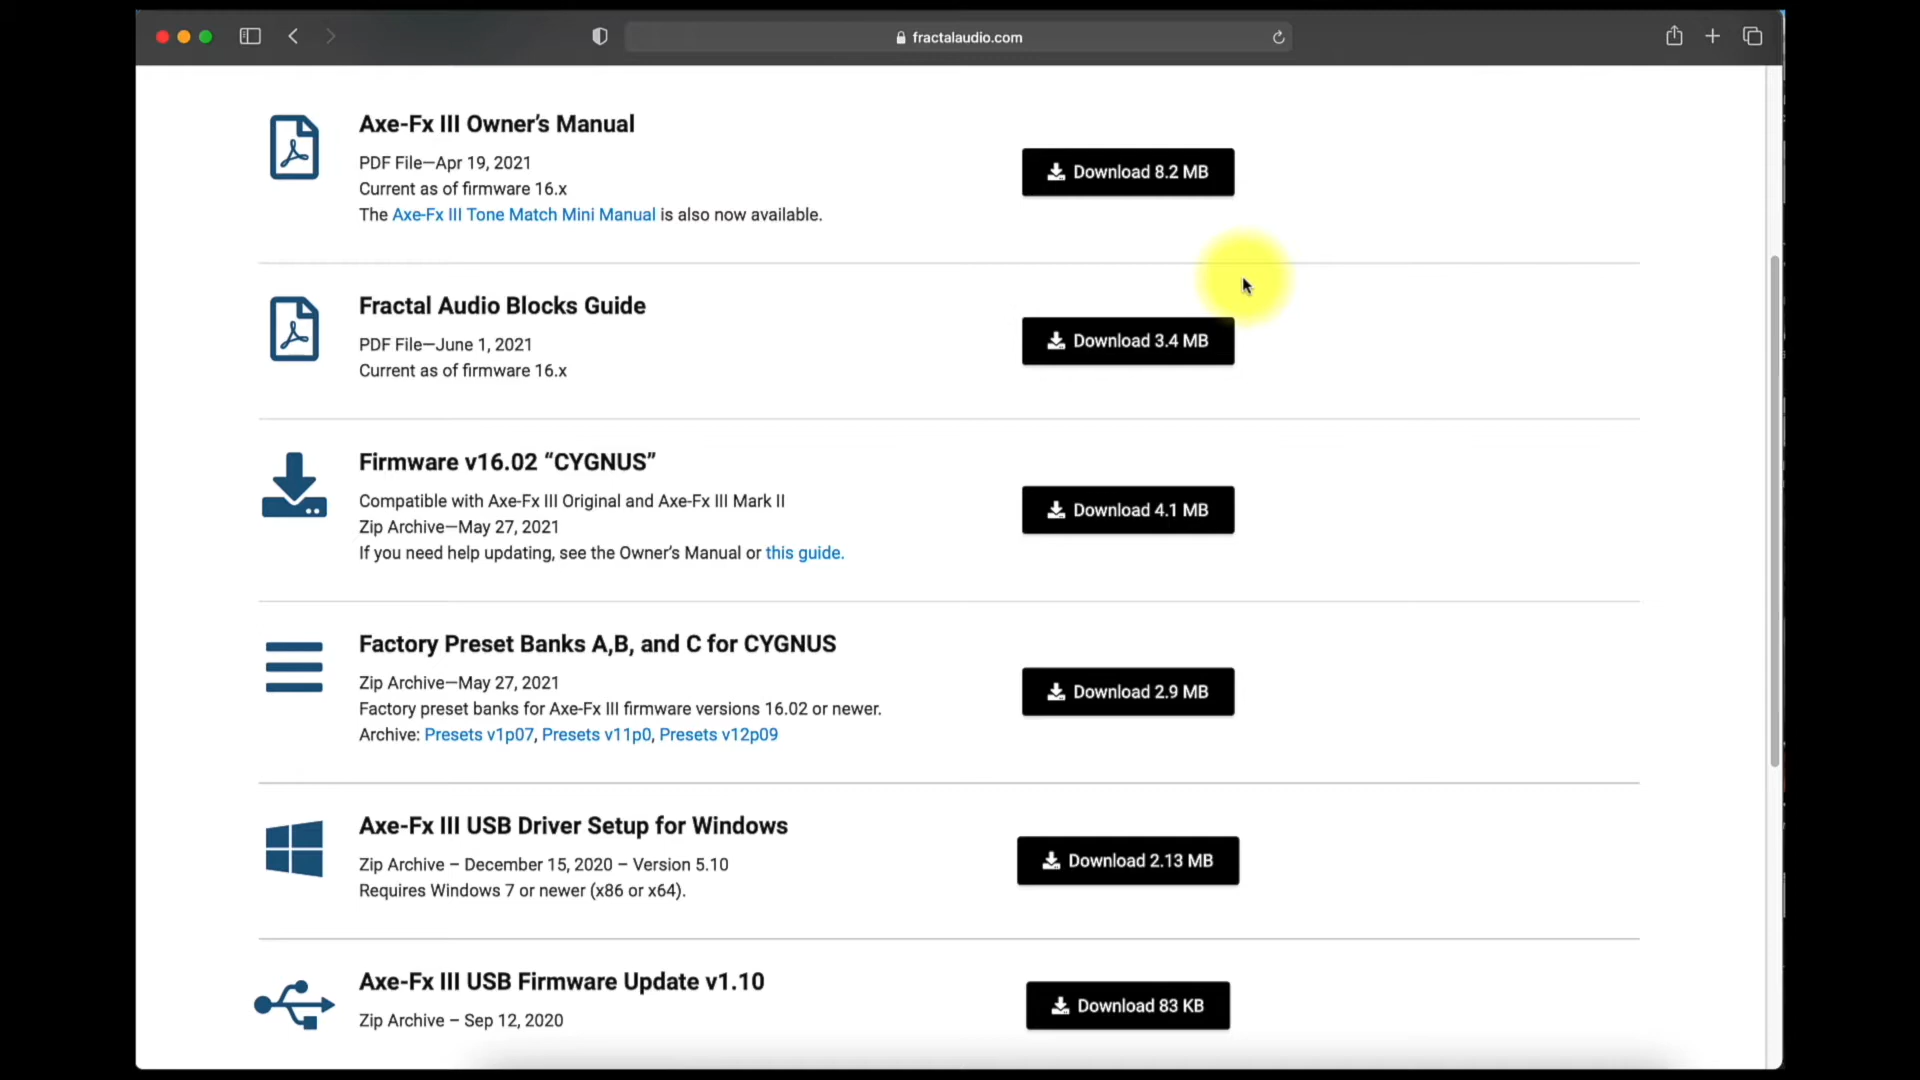 fractalaudio.com
Axe-Fx III Owner’s Manual
PDF File—Apr 19, 2021
Current as of firmware 16.x
The Axe-Fx III Tone Match Mini Manual is also now available.
Download 8.2 MB
Fractal Audio Blocks Guide
PDF File—June 1, 2021
Current as of firmware 16.x
Download 3.4 MB
Firmware v16.02 “CYGNUS”
Compatible with Axe-Fx III Original and Axe-Fx III Mark II
Zip Archive—May 27, 2021
If you need help updating, see the Owner’s Manual or this guide.
Download 4.1 MB
Factory Preset Banks A,B, and C for CYGNUS
Zip Archive—May 27, 2021
Factory preset banks for Axe-Fx III firmware versions 16.02 or newer.
Archive: Presets v1p07, Presets v11p0, Presets v12p09
Download 2.9 MB
Axe-Fx III USB Driver Setup for Windows
Zip Archive – December 15, 2020 – Version 5.10
Requires Windows 7 or newer (x86 or x64).
Download 2.13 MB
Axe-Fx III USB Firmware Update v1.10
Zip Archive – Sep 12, 2020
Download 83 KB